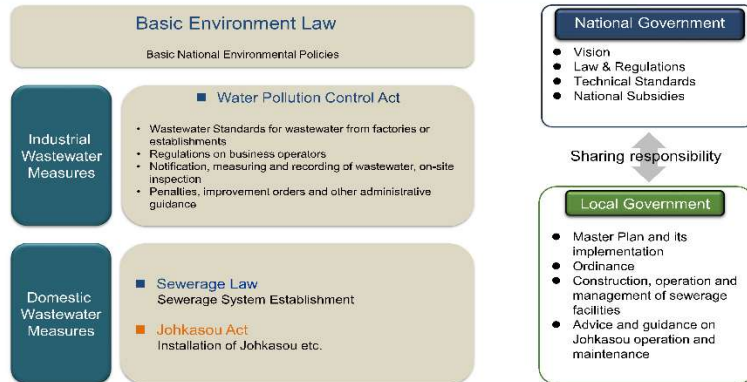 Basic Environment Law
Basic National Environmental Policies
Industrial
Wastewater
Measures
Water Pollution Control Act
Wastewater Standards for wastewater from factories or
establishments
Regulations on business operators
Notification, measuring and recording of wastewater, on-site
inspection
Penalties, improvement orders and other administrative
guidance
Domestic
Wastewater
Measures
Sewerage Law
Sewerage System Establishment
Johkasou Act
Installation of Johkasou etc.
National Government
Vision
Law & Regulations
Technical Standards
National Subsidies
Sharing responsibility
Local Government
Master Plan and its
implementation
Ordinance
Construction, operation and
management of sewerage
facilities
Advice and guidance on
Johkasou operation and
maintenance